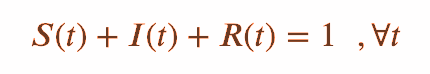 S(t) + I(t) + R(t) = 1 , ∀t